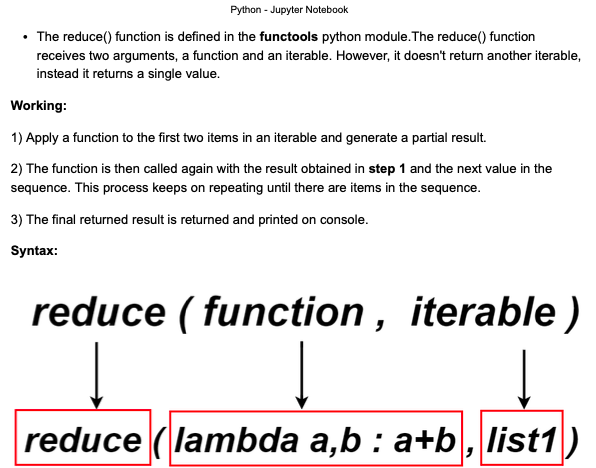 Python - Jupyter Notebook
• The reduce() function is defined in the functools python module.The reduce() function
receives two arguments, a function and an iterable. However, it doesn't return another iterable,
instead it returns a single value.
Working:
1) Apply a function to the first two items in an iterable and generate a partial result.
2) The function is then called again with the result obtained in step 1 and the next value in the
sequence. This process keeps on repeating until there are items in the sequence.
3) The final returned result is returned and printed on console.
Syntax:
reduce ( function , iterable )
reduce ( lambda a,b : a+b , list1 )